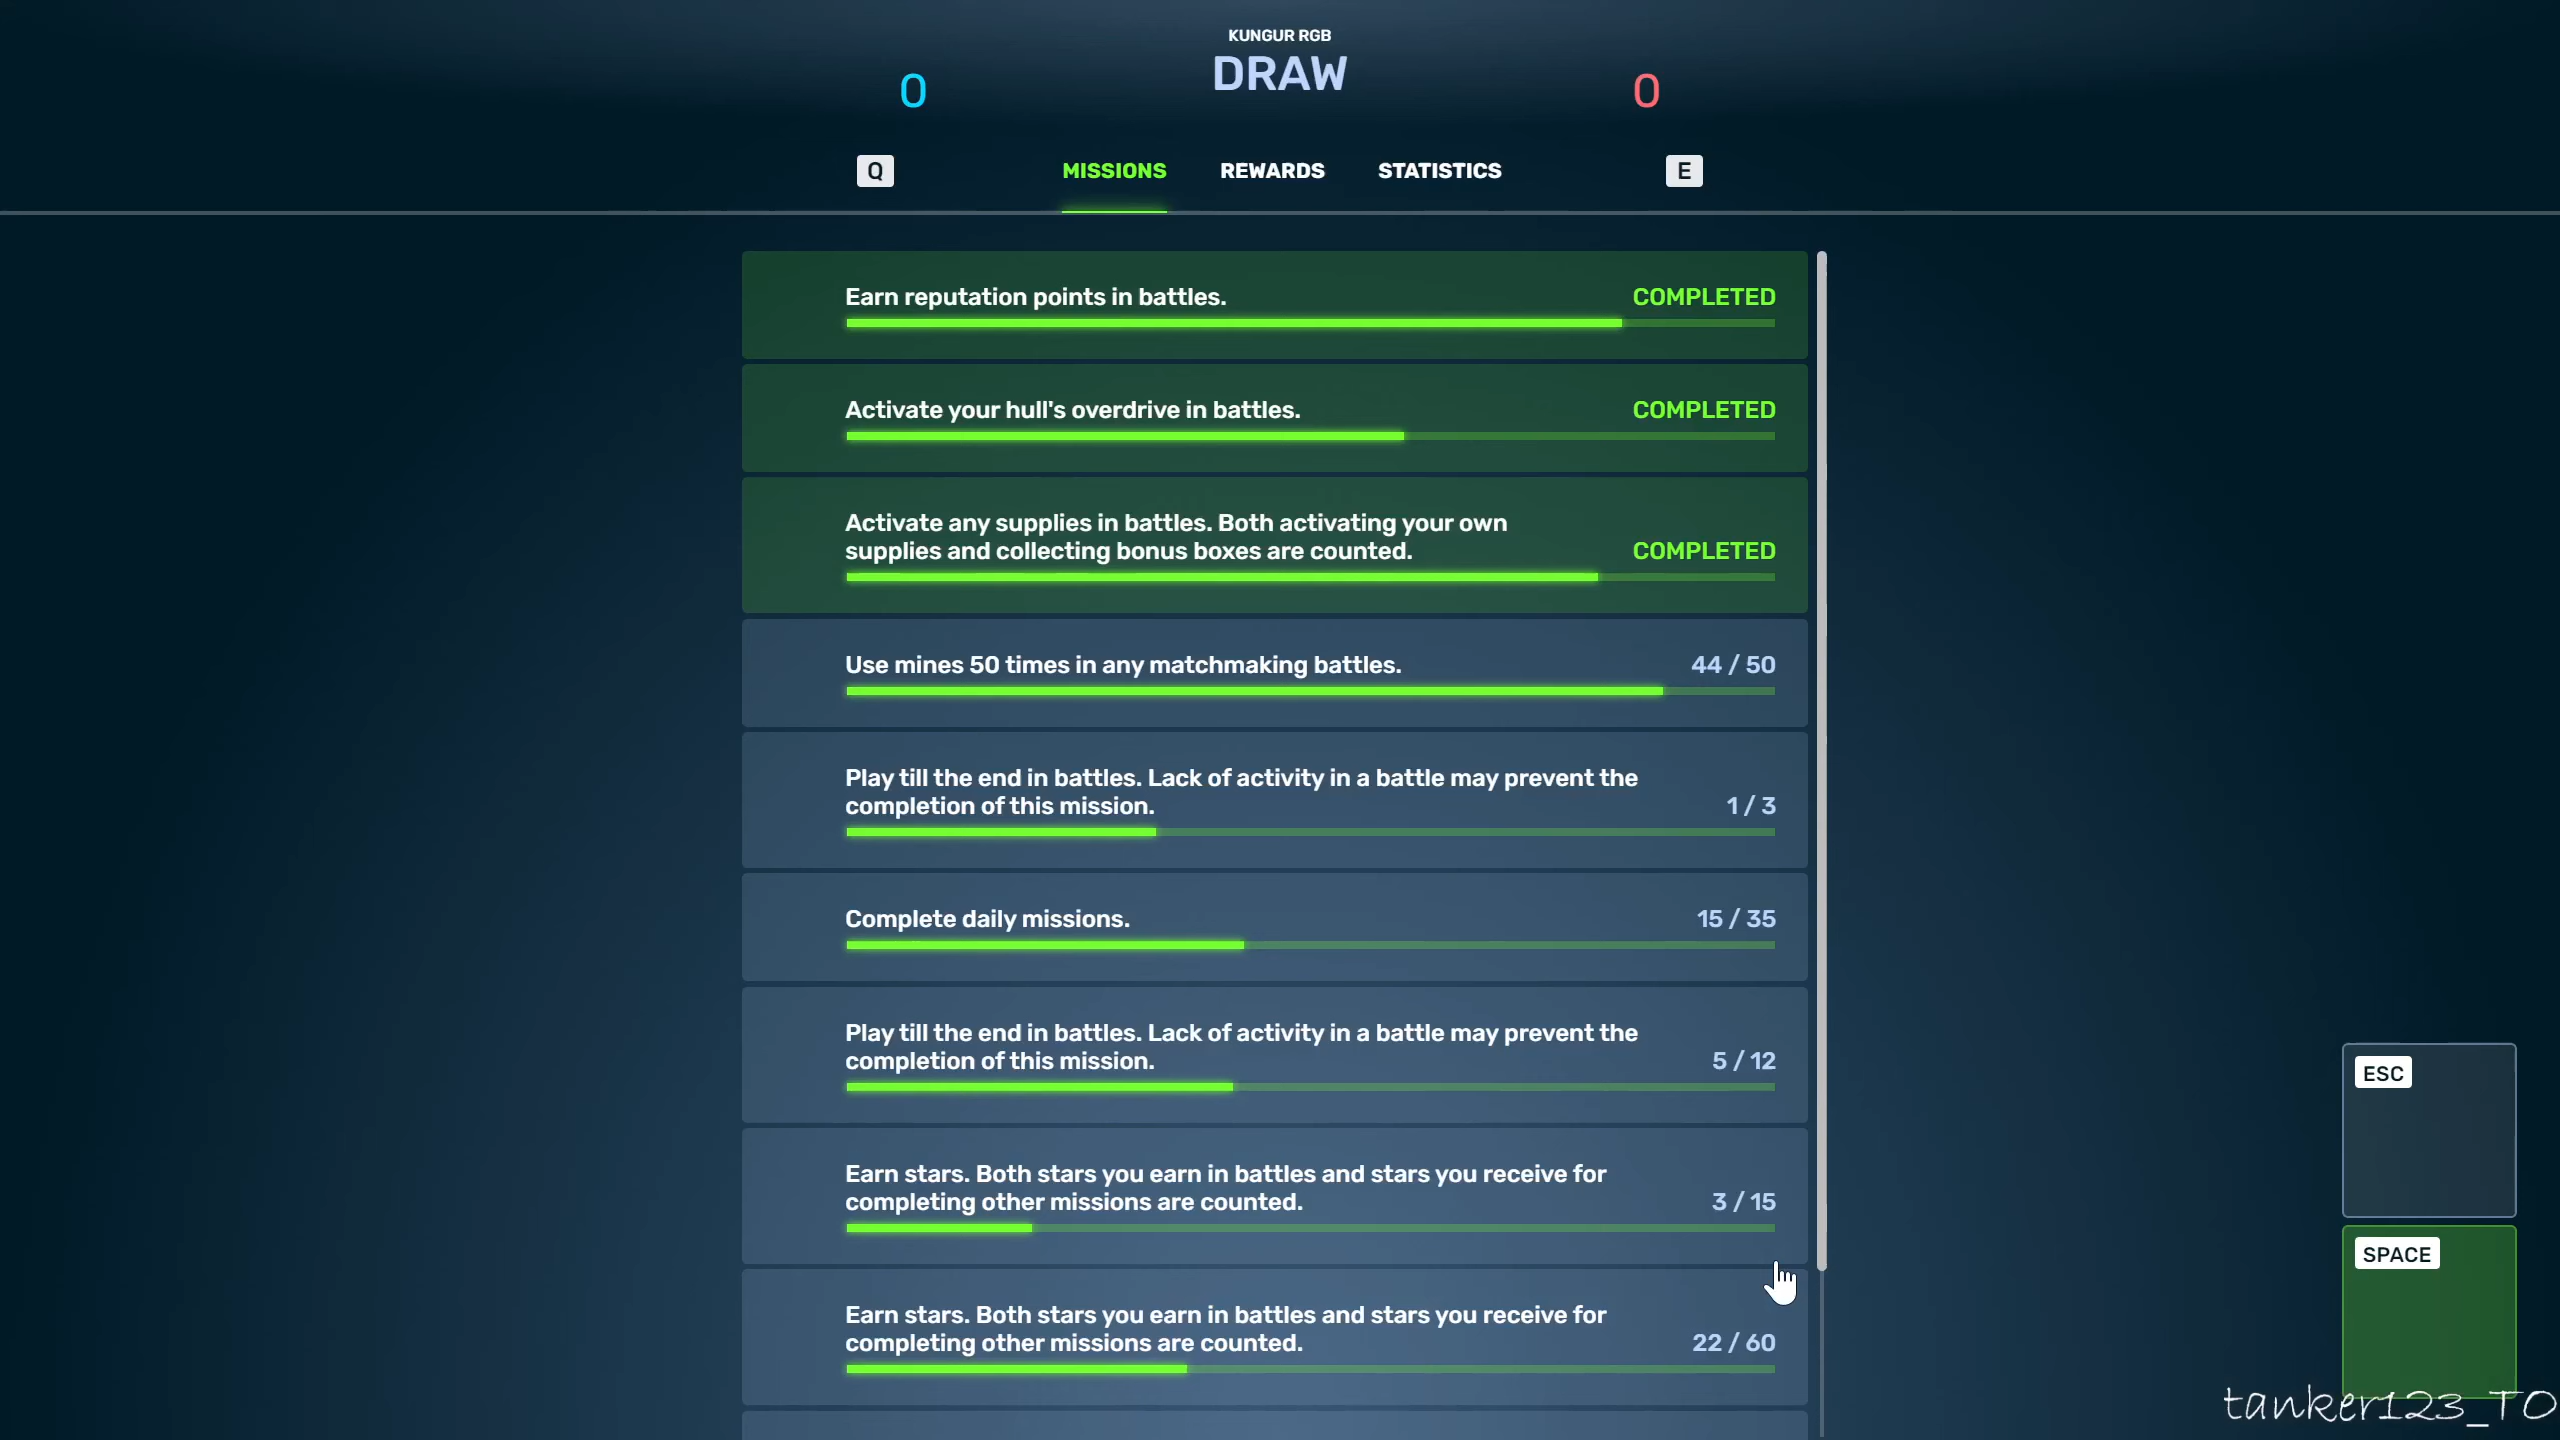 KUNGUR RGB
0 DRAW 0
Q MISSIONS REWARDS STATISTICS E
Earn reputation points in battles. COMPLETED
Activate your hull's overdrive in battles. COMPLETED
Activate any supplies in battles. Both activating your own
supplies and collecting bonus boxes are counted. COMPLETED
Use mines 50 times in any matchmaking battles. 44 / 50
Play till the end in battles. Lack of activity in a battle may prevent the
completion of this mission. 1 / 3
Complete daily missions. 15 / 35
Play till the end in battles. Lack of activity in a battle may prevent the
completion of this mission. 5 / 12
Earn stars. Both stars you earn in battles and stars you receive for
completing other missions are counted. 3 / 15
Earn stars. Both stars you earn in battles and stars you receive for
completing other missions are counted. 22 / 60
ESC
SPACE
tanker123_TO